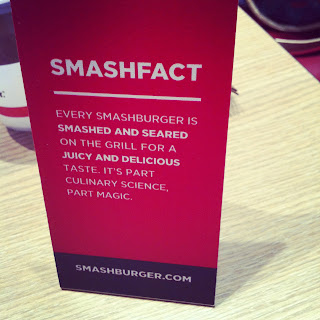 SMASHFACT
EVERY SMASHBURGER IS
SMASHED AND SEARED
ON THE GRILL FOR A
JUICY AND DELICIOUS
TASTE. IT'S PART
CULINARY SCIENCE,
PART MAGIC.
SMASHBURGER.COM